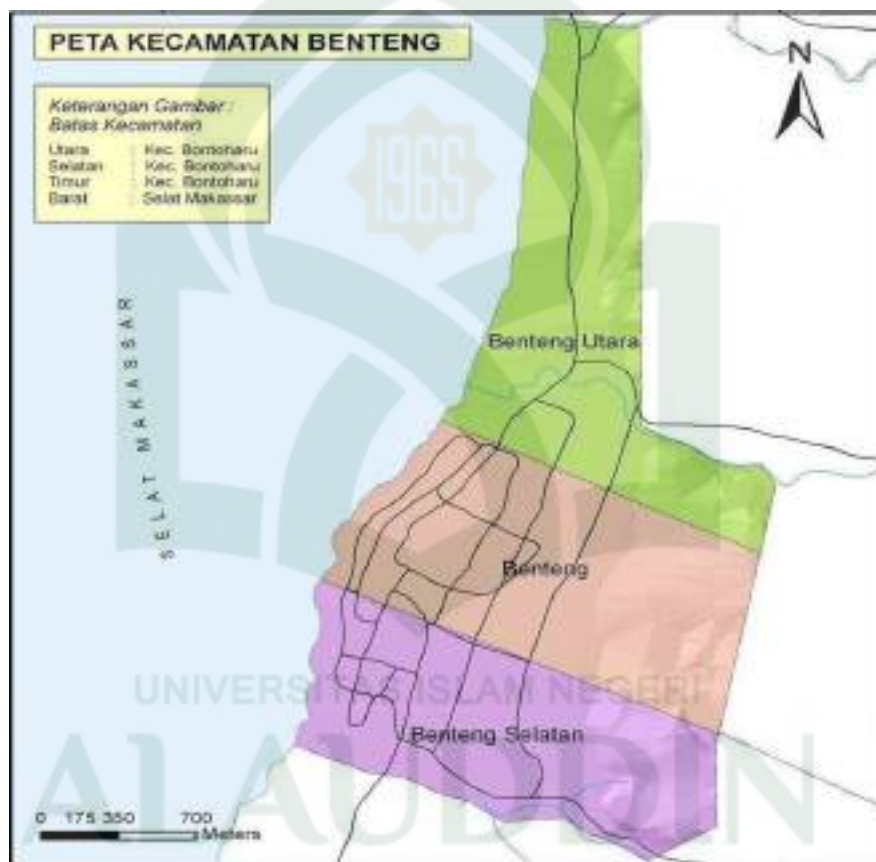 PETA KECAMATAN BENTENG
Keterangan Gambar :
Batas Kecamatan
Utara : Kec. Bontoharu
Selatan : Kec. Bontoharu
Timur : Kec. Bontoharu
Barat : Selat Makassar
N
1965
Benteng Utara
SELAT MAKASSAR
Benteng
UNIVERSITAS ISLAM NEGERI
Benteng Selatan
ALAUDDIN
0 175 350 700
Meters